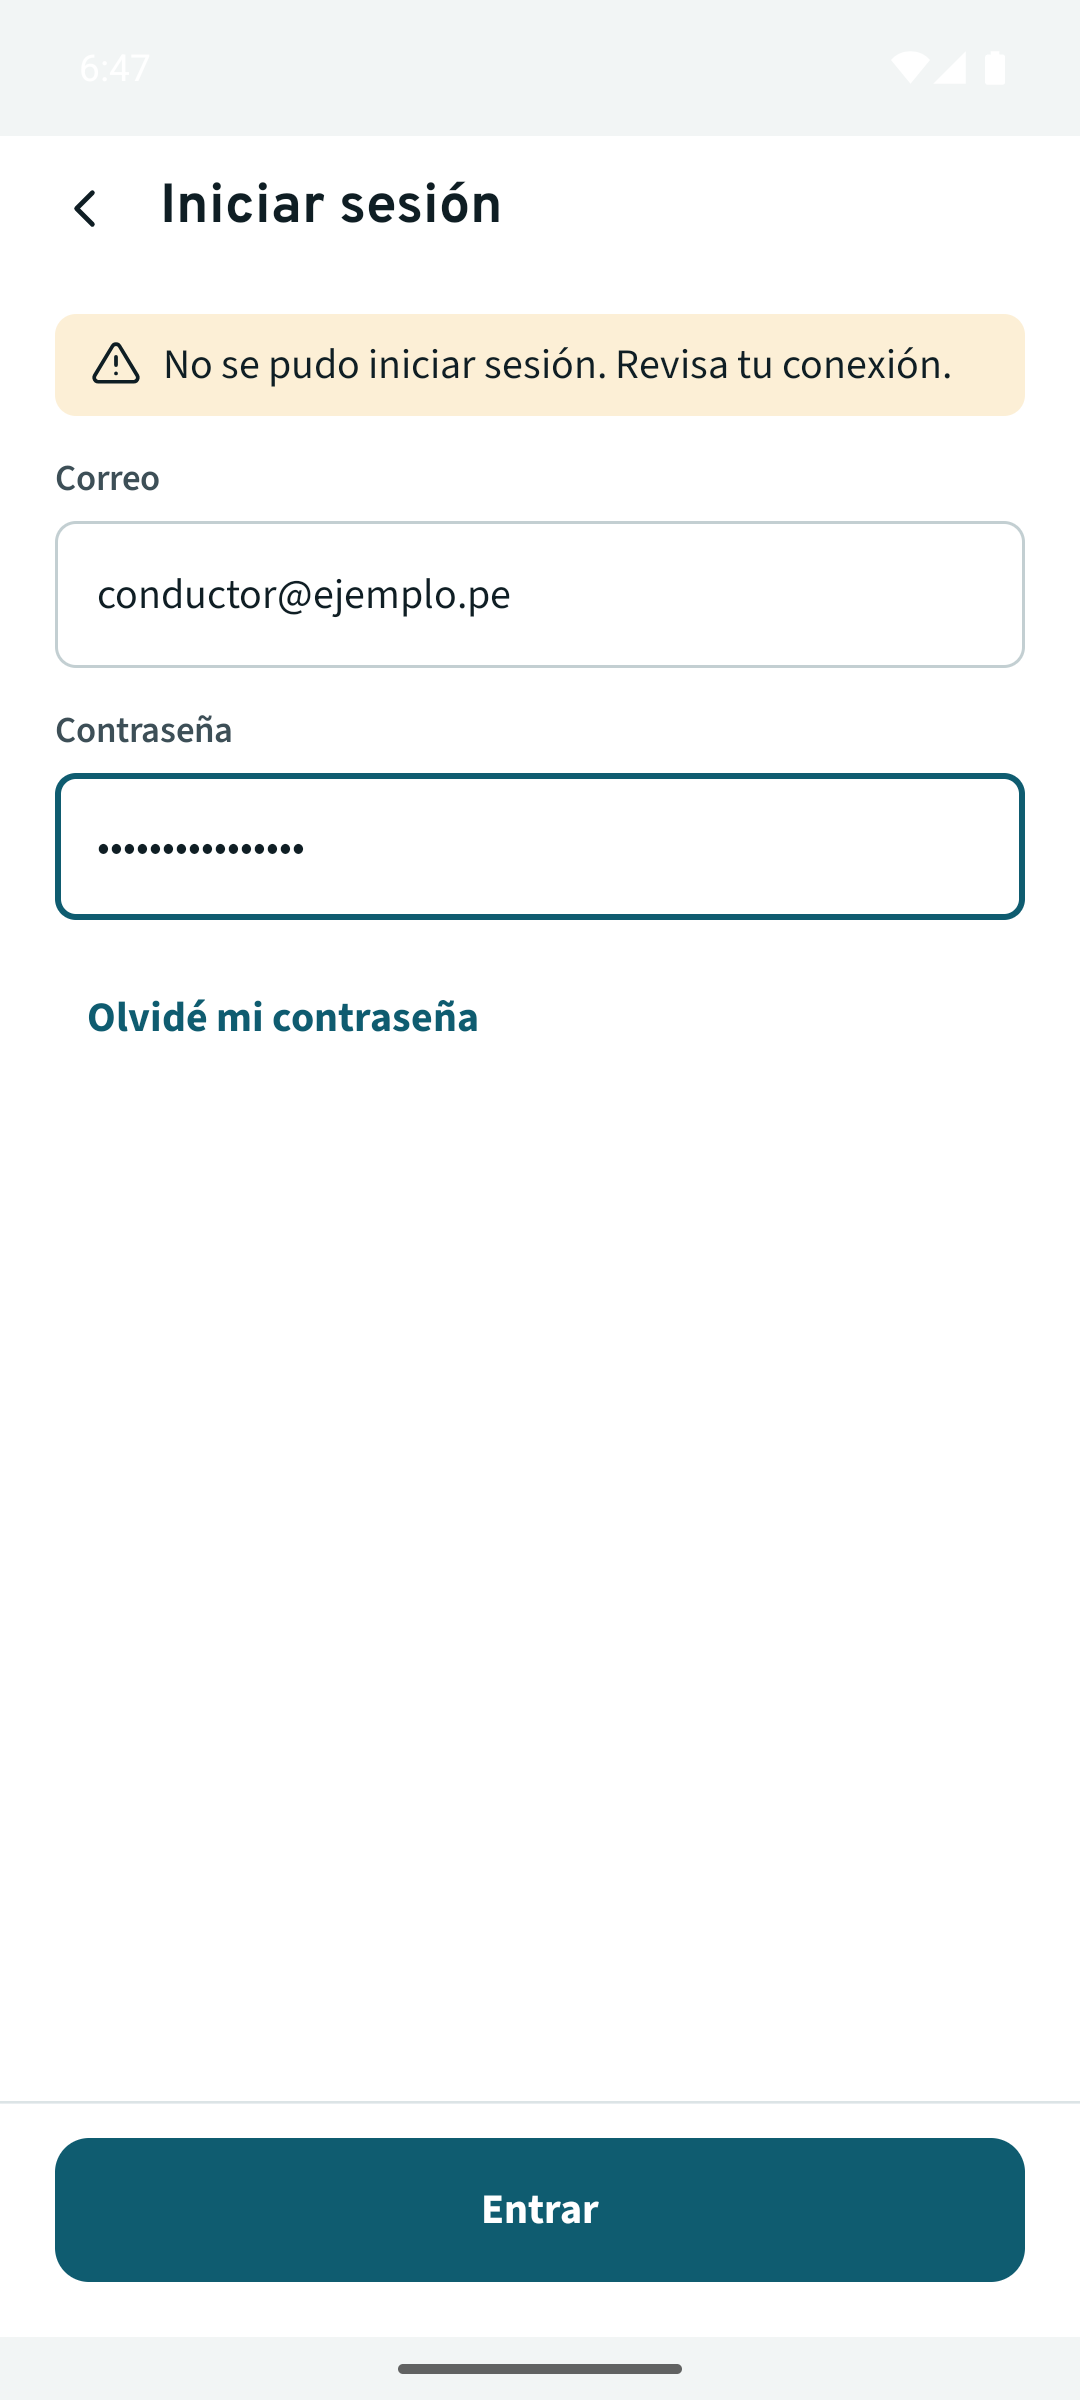 6:47
Iniciar sesión
No se pudo iniciar sesión. Revisa tu conexión.
Correo
conductor@ejemplo.pe
Contraseña
••••••••••••••••
Olvidé mi contraseña
Entrar